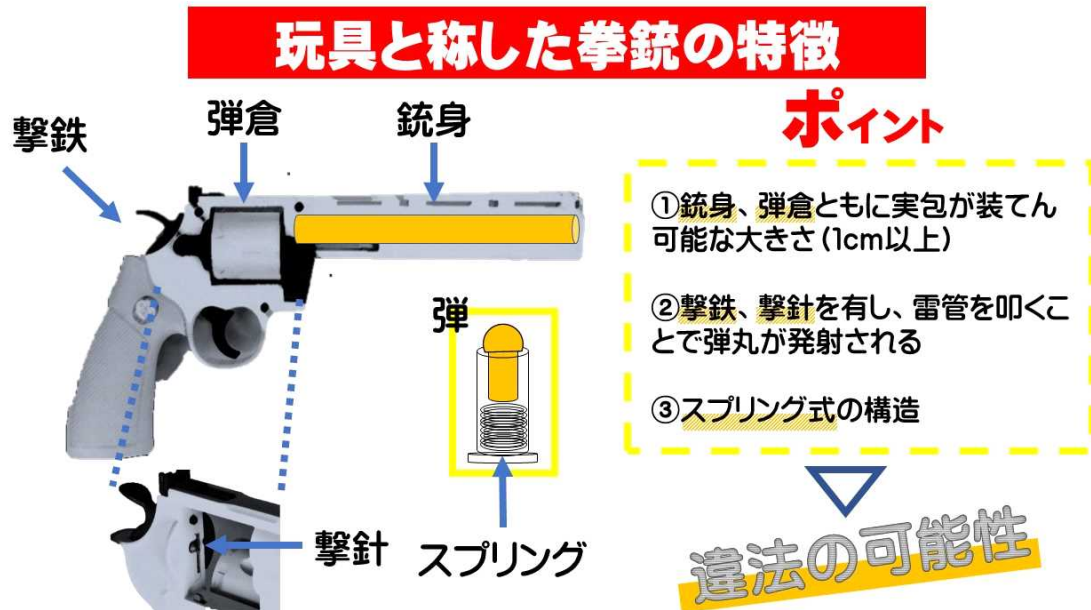 玩具と称した拳銃の特徴
撃鉄
弾倉
銃身
弾
撃針
スプリング
ポイント
①銃身、弾倉ともに実包が装てん
可能な大きさ(1cm以上)
②撃鉄、撃針を有し、雷管を叩くこ
とで弾丸が発射される
③スプリング式の構造
違法の可能性